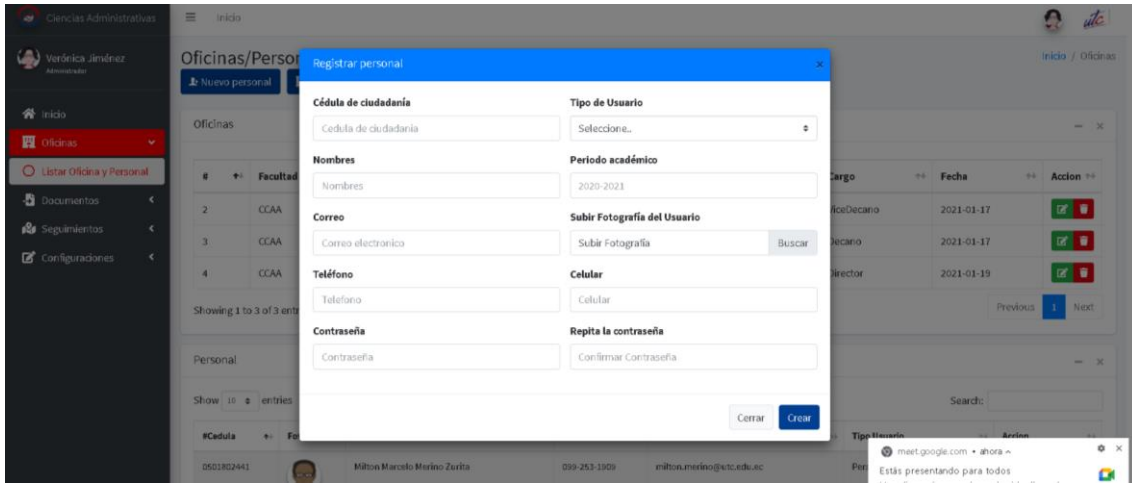 Ciencias Administrativas
Inicio
utc
Verónica Jiménez
Administrador
Oficinas/Person
Inicio / Oficinas
Nuevo personal
Registrar personal
×
Inicio
Oficinas
Listar Oficina y Personal
Documentos
Seguimientos
Configuraciones
Cédula de ciudadanía
Tipo de Usuario
Cedula de ciudadania
Seleccione..
Nombres
Periodo académico
Nombres
2020-2021
Correo
Subir Fotografía del Usuario
Correo electronico
Subir Fotografía
Buscar
Teléfono
Celular
Telefono
Celular
Contraseña
Repita la contraseña
Contraseña
Confirmar Contraseña
Cerrar
Crear
Oficinas
# Facultad Cargo Fecha Accion
2 CCAA ViceDecano 2021-01-17
3 CCAA Decano 2021-01-17
4 CCAA Director 2021-01-19
Showing 1 to 3 of 3 entr
Previous 1 Next
Personal
Show 10 entries
Search:
#Cedula Fo Tipo Usuario Accion
0501802441 Milton Marcelo Merino Zurita 099-253-1909 milton.merino@utc.edu.ec Per
meet.google.com • ahora
Estás presentando para todos